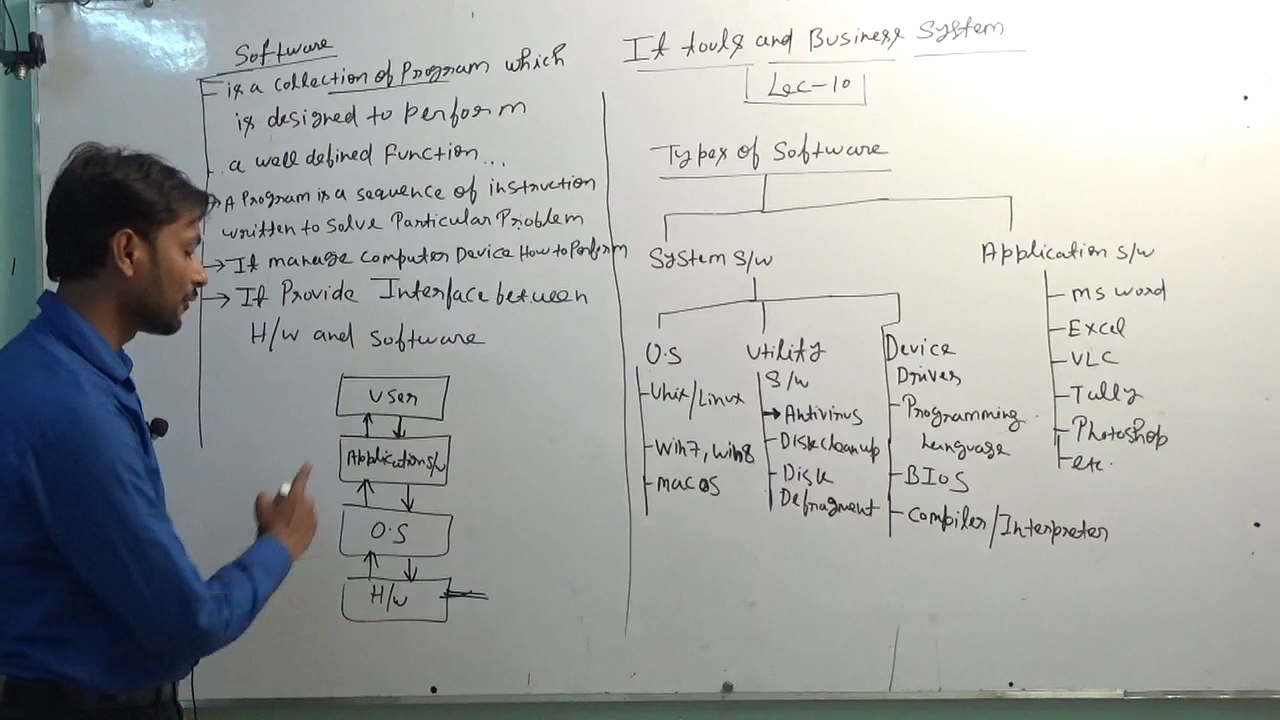 Software
is a collection of Program which
is designed to perform
a well defined Function...
A Program is a sequence of instruction
written to solve Particular Problem
→ It manage computer Device How to Perform
→ It Provide Interface between
H/w and software
User
Application s/w
O.S
H/w
It tools and Business System
Lec-10
Types of Software
System S/w
Application s/w
O.S
Unix/Linux
Win7, win8
mac os
Utility
S/w
→ Antivirus
Disk cleanup
Disk
Defragment
Device
Driver
Programming
Language
BIOS
Compiler/Interpreter
ms word
Excel
VLC
Tally
Photoshop
etc.